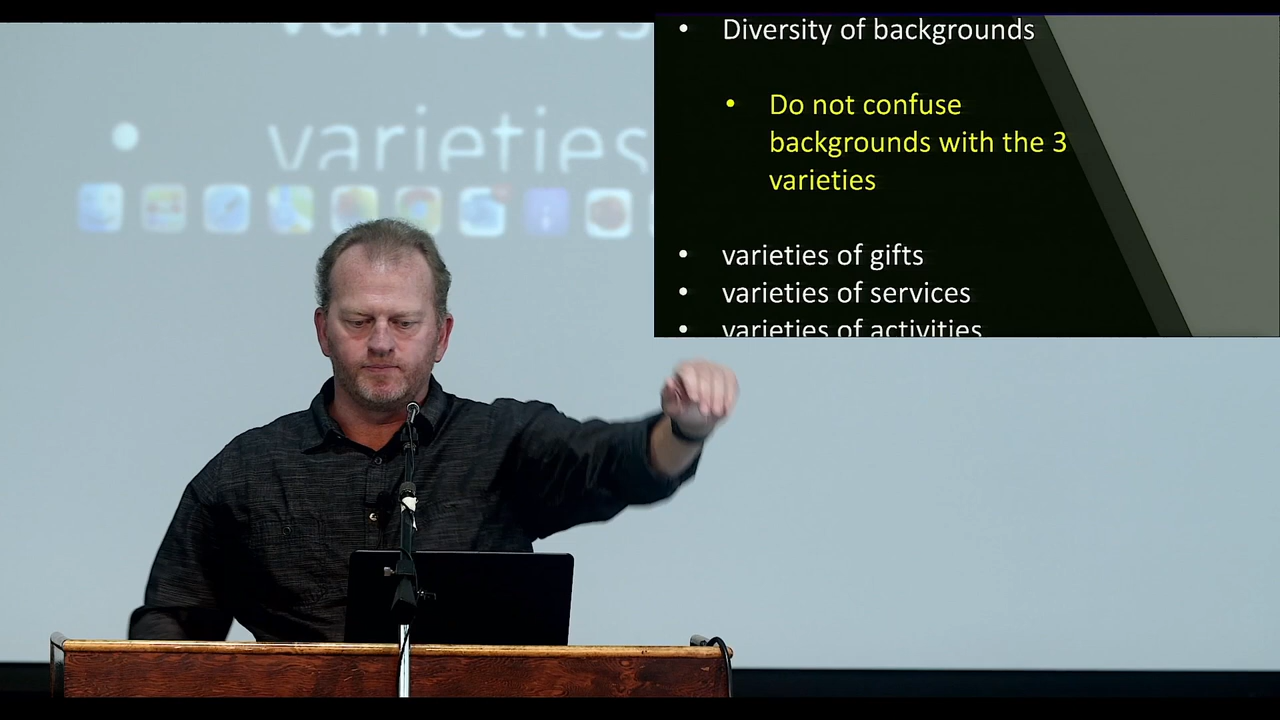 varieties
varieties
• Diversity of backgrounds
• Do not confuse
backgrounds with the 3
varieties
• varieties of gifts
• varieties of services
• varieties of activities